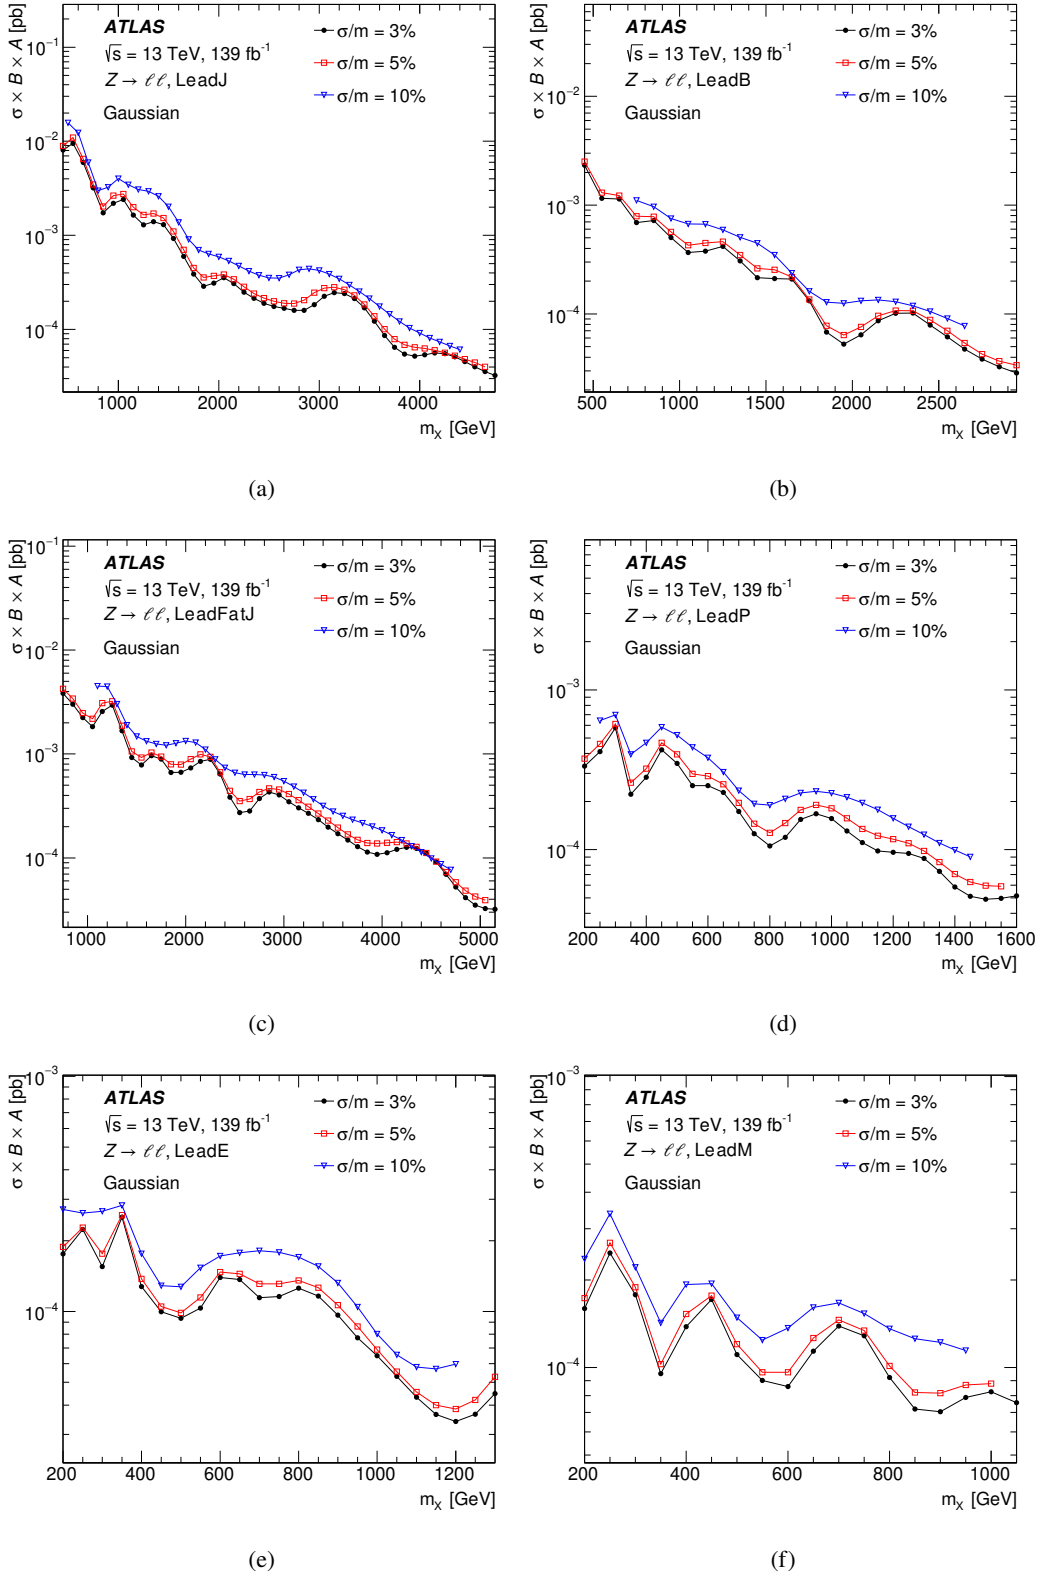 σ × B × A [pb]
ATLAS
√s = 13 TeV, 139 fb⁻¹
Z → ℓℓ, LeadJ
Gaussian
σ/m = 3%
σ/m = 5%
σ/m = 10%
10⁻¹
10⁻²
10⁻³
10⁻⁴
1000 2000 3000 4000
m_X [GeV]
(a)
σ × B × A [pb]
ATLAS
√s = 13 TeV, 139 fb⁻¹
Z → ℓℓ, LeadB
Gaussian
σ/m = 3%
σ/m = 5%
σ/m = 10%
10⁻²
10⁻³
10⁻⁴
500 1000 1500 2000 2500
m_X [GeV]
(b)
σ × B × A [pb]
ATLAS
√s = 13 TeV, 139 fb⁻¹
Z → ℓℓ, LeadFatJ
Gaussian
σ/m = 3%
σ/m = 5%
σ/m = 10%
10⁻¹
10⁻²
10⁻³
10⁻⁴
1000 2000 3000 4000 5000
m_X [GeV]
(c)
σ × B × A [pb]
ATLAS
√s = 13 TeV, 139 fb⁻¹
Z → ℓℓ, LeadP
Gaussian
σ/m = 3%
σ/m = 5%
σ/m = 10%
10⁻³
10⁻⁴
200 400 600 800 1000 1200 1400 1600
m_X [GeV]
(d)
σ × B × A [pb]
ATLAS
√s = 13 TeV, 139 fb⁻¹
Z → ℓℓ, LeadE
Gaussian
σ/m = 3%
σ/m = 5%
σ/m = 10%
10⁻³
10⁻⁴
200 400 600 800 1000 1200
m_X [GeV]
(e)
σ × B × A [pb]
ATLAS
√s = 13 TeV, 139 fb⁻¹
Z → ℓℓ, LeadM
Gaussian
σ/m = 3%
σ/m = 5%
σ/m = 10%
10⁻³
10⁻⁴
200 400 600 800 1000
m_X [GeV]
(f)